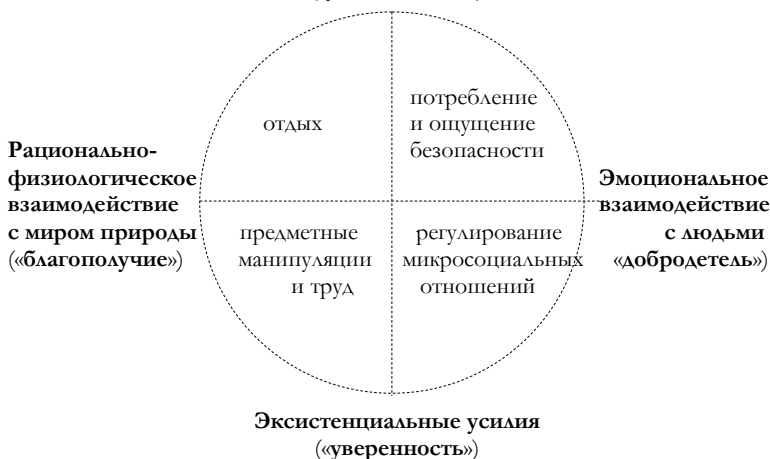 отдых
потребление
и ощущение
безопасности
Рационально-
физиологическое
взаимодействие
с миром природы
(«благополучие»)
Эмоциональное
взаимодействие
с людьми
«добродетель»)
предметные
манипуляции
и труд
регулирование
микросоциальных
отношений
Эксистенциальные усилия
(«уверенность»)